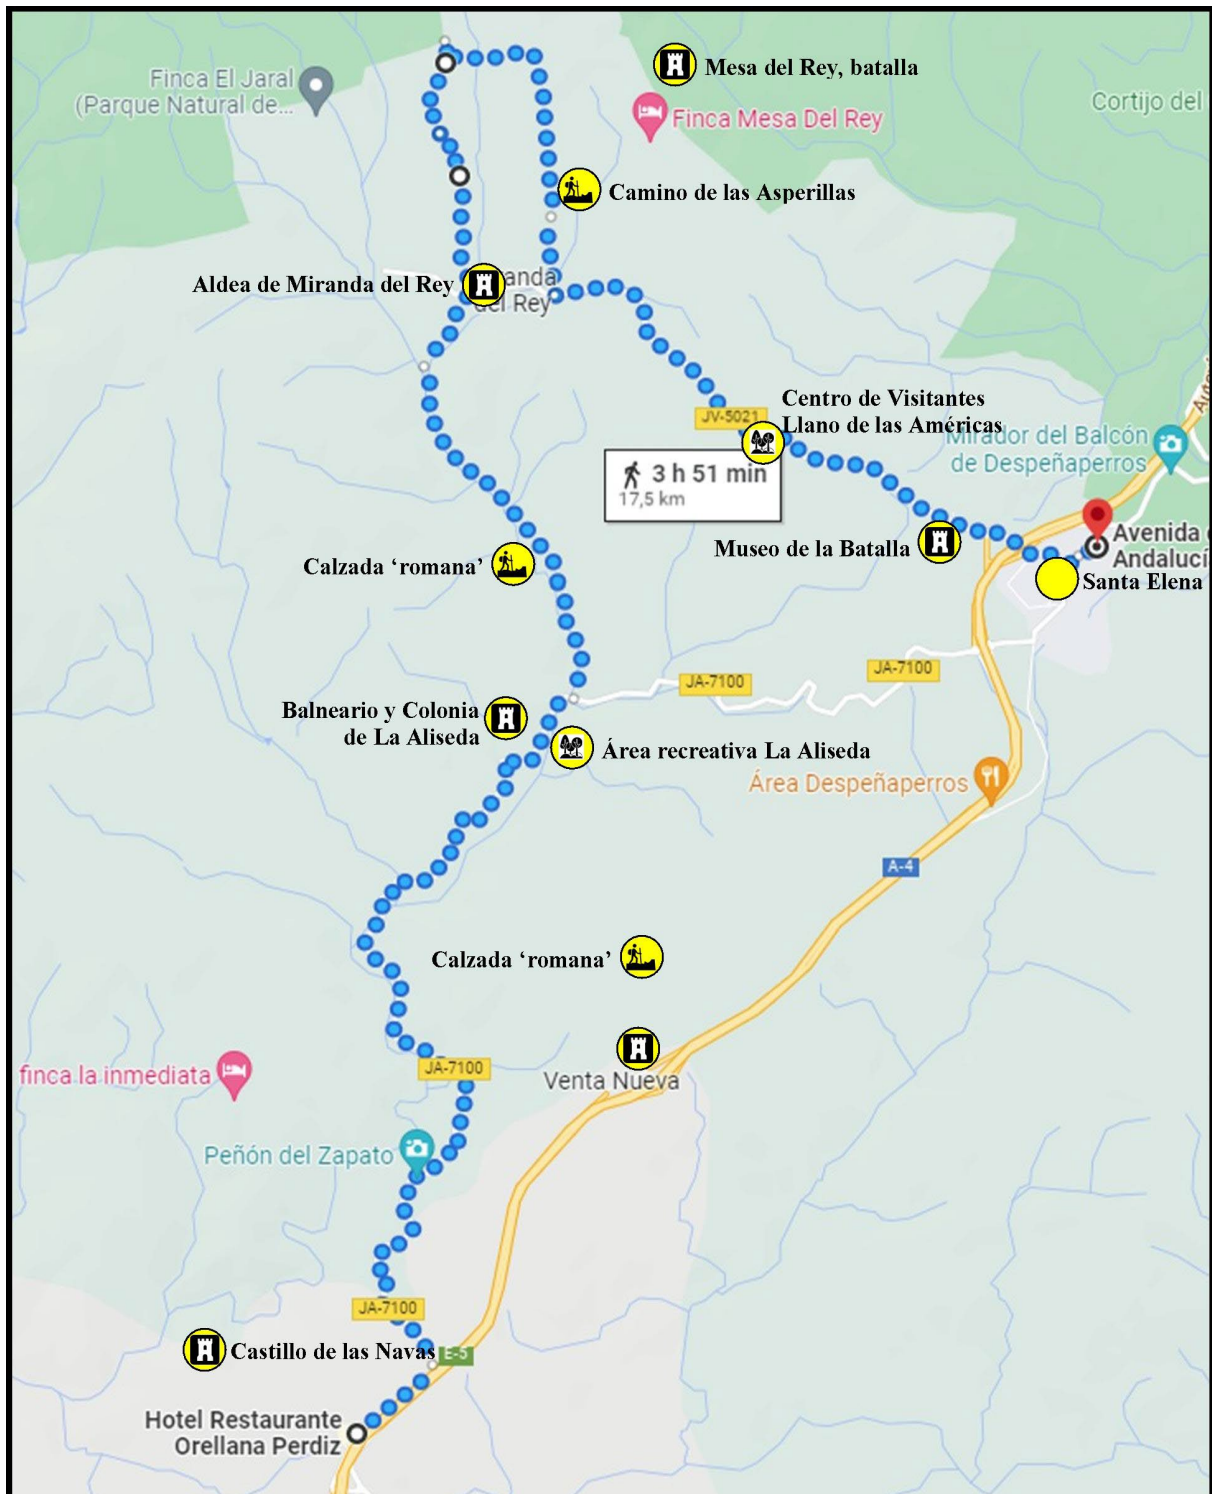 Mesa del Rey, batalla
Finca El Jaral
(Parque Natural de...
Cortijo del
Finca Mesa Del Rey
Camino de las Asperillas
Aldea de Miranda del Rey
anda
del Rey
Centro de Visitantes
Llano de las Américas
JV-5021
Mirador del Balcón
de Despeñaperros
3 h 51 min
17,5 km
Museo de la Batalla
Avenida
Andalucí
Santa Elena
Calzada ‘romana’
JA-7100
JA-7100
Balneario y Colonia
de La Aliseda
Área recreativa La Aliseda
Área Despeñaperros
A-4
Calzada ‘romana’
Venta Nueva
JA-7100
finca la inmediata
Peñón del Zapato
JA-7100
Castillo de las Navas
E-5
Hotel Restaurante
Orellana Perdiz